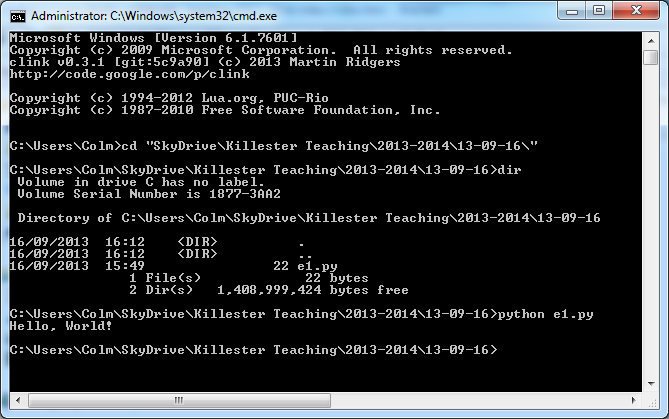 Administrator: C:\Windows\system32\cmd.exe
Microsoft Windows [Version 6.1.7601]
Copyright (c) 2009 Microsoft Corporation.  All rights reserved.
clink v0.3.1 [git:5c9a90] (c) 2013 Martin Ridgers
http://code.google.com/p/clink
Copyright (c) 1994-2012 Lua.org, PUC-Rio
Copyright (c) 1987-2010 Free Software Foundation, Inc.
C:\Users\Colm>cd "SkyDrive\Killester Teaching\2013-2014\13-09-16\"
C:\Users\Colm\SkyDrive\Killester Teaching\2013-2014\13-09-16>dir
 Volume in drive C has no label.
 Volume Serial Number is 1877-3AA2
 Directory of C:\Users\Colm\SkyDrive\Killester Teaching\2013-2014\13-09-16
16/09/2013  16:12    <DIR>          .
16/09/2013  16:12    <DIR>          ..
16/09/2013  15:49                22 e1.py
               1 File(s)             22 bytes
               2 Dir(s)   1,408,999,424 bytes free
C:\Users\Colm\SkyDrive\Killester Teaching\2013-2014\13-09-16>python e1.py
Hello, World!
C:\Users\Colm\SkyDrive\Killester Teaching\2013-2014\13-09-16>